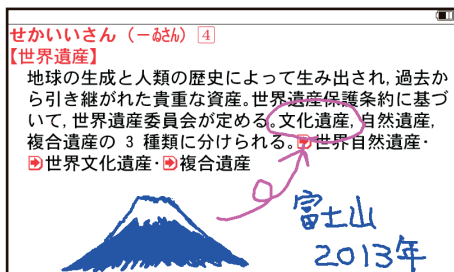 せかいいさん（―ゐさん）4
【世界遺産】
地球の生成と人類の歴史によって生み出され, 過去か
ら引き継がれた貴重な資産。世界遺産保護条約に基づ
いて, 世界遺産委員会が定める。文化遺産, 自然遺産,
複合遺産の 3 種類に分けられる。世界自然遺産・
世界文化遺産・複合遺産
富士山
2013年